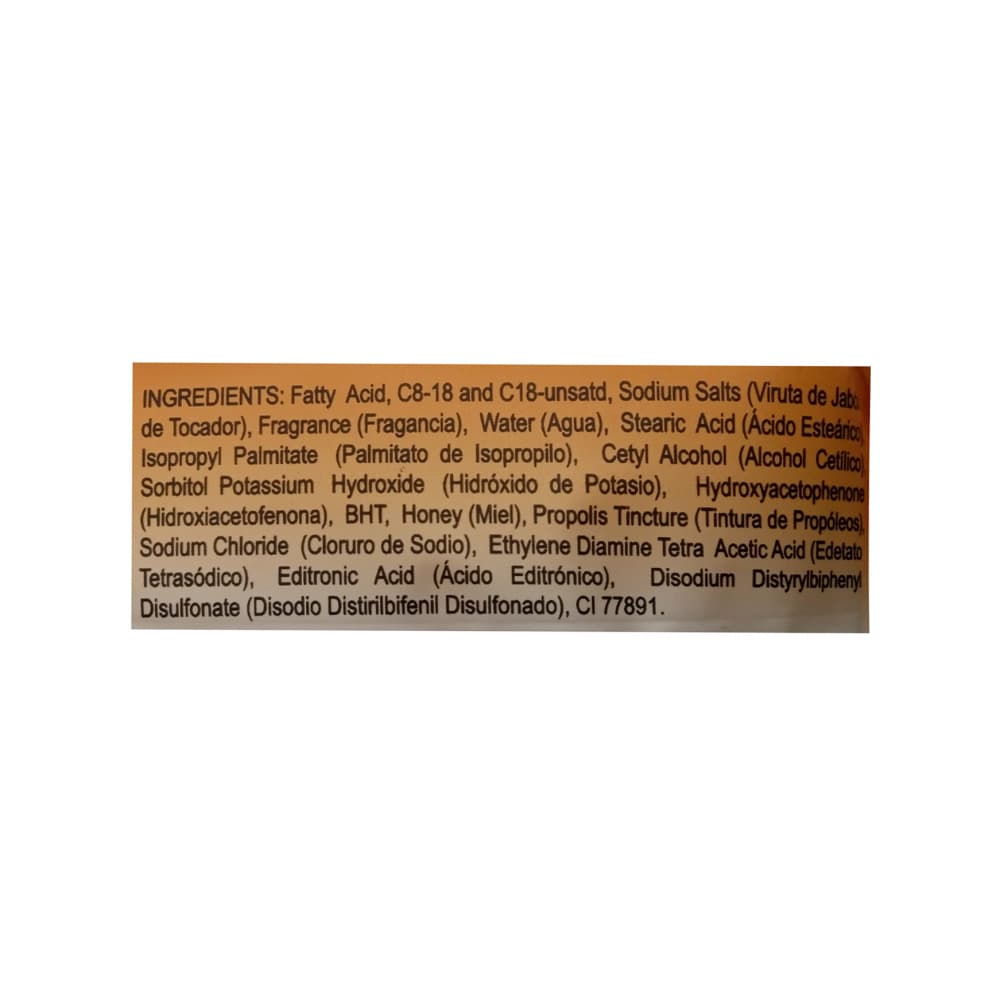 INGREDIENTS: Fatty Acid, C8-18 and C18-unsatd, Sodium Salts (Viruta de
de Tocador), Fragrance (Fragancia), Water (Agua), Stearic Acid (Ácido Esteárico),
Isopropyl Palmitate (Palmitato de Isopropilo), Cetyl Alcohol (Alcohol Cetílico)
Sorbitol Potassium Hydroxide (Hidróxido de Potasio), Hydroxyacetophenone
(Hidroxiacetofenona), BHT, Honey (Miel), Propolis Tincture (Tintura de Propóleos),
Sodium Chloride (Cloruro de Sodio), Ethylene Diamine Tetra Acetic Acid (Edetato
Tetrasódico), Editronic Acid (Ácido Editrónico), Disodium Distyrylbiphenyl
Disulfonate (Disodio Distirilbifenil Disulfonado), CI 77891.